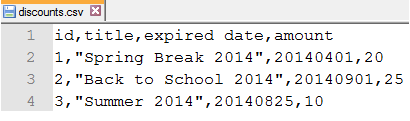 discounts.csv
1 id,title,expired date,amount
2 1,"Spring Break 2014",20140401,20
3 2,"Back to School 2014",20140901,25
4 3,"Summer 2014",20140825,10